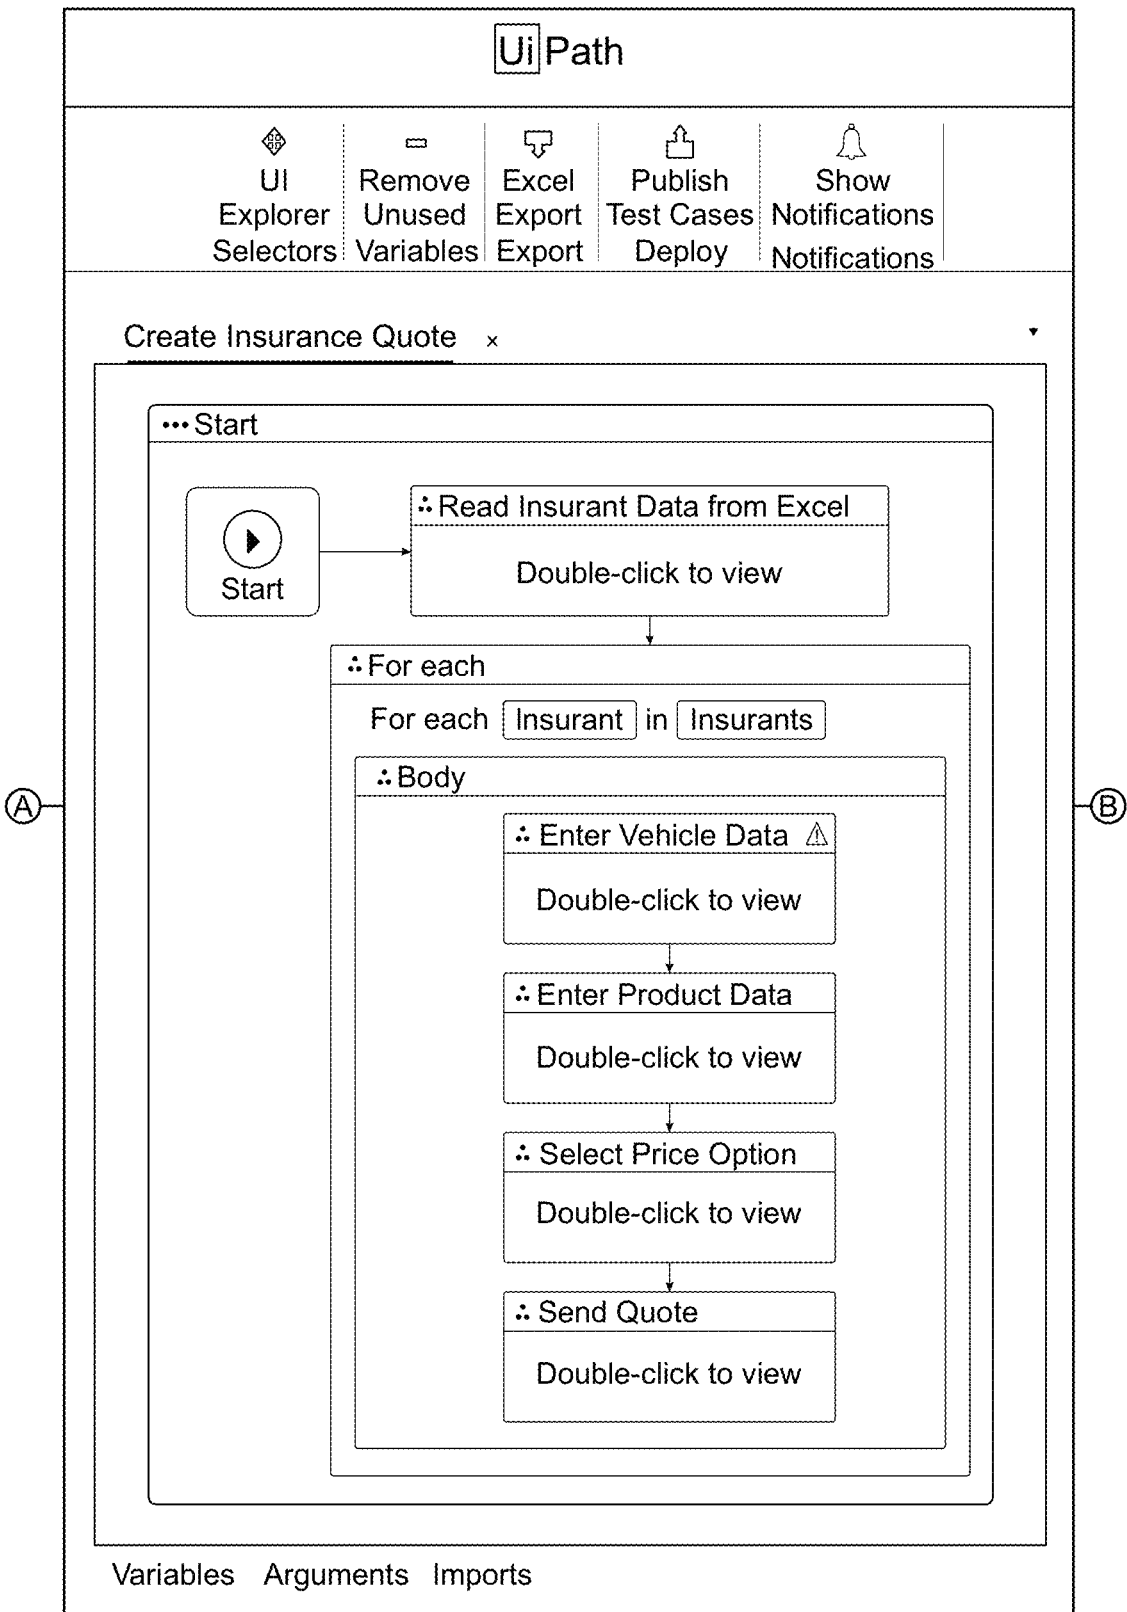 UiPath
UI Explorer Selectors
Remove Unused Variables
Excel Export Export
Publish Test Cases Deploy
Show Notifications Notifications
Create Insurance Quote ×
Start
Start
Read Insurant Data from Excel
Double-click to view
For each
For each Insurant in Insurants
Body
A
B
Enter Vehicle Data
Double-click to view
Enter Product Data
Double-click to view
Select Price Option
Double-click to view
Send Quote
Double-click to view
Variables Arguments Imports